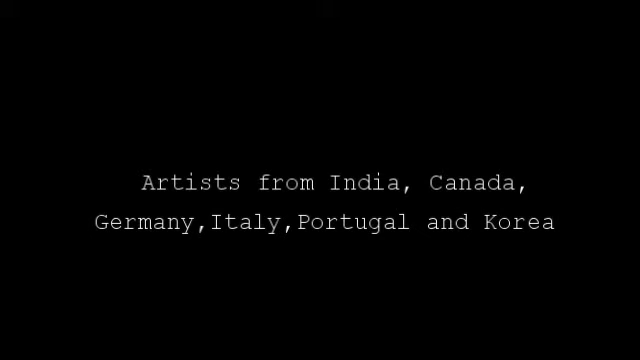 Artists from India, Canada,
Germany,Italy,Portugal and Korea